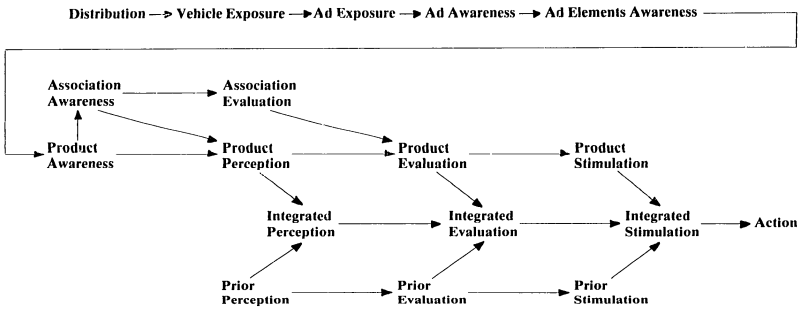 Distribution Vehicle Exposure Ad Exposure Ad Awareness Ad Elements Awareness
Association Association
Awareness Evaluation
Product Product Product Product
Awareness Perception Evaluation Stimulation
Integrated Integrated Integrated Action
Perception Evaluation Stimulation
Prior Prior Prior
Perception Evaluation Stimulation